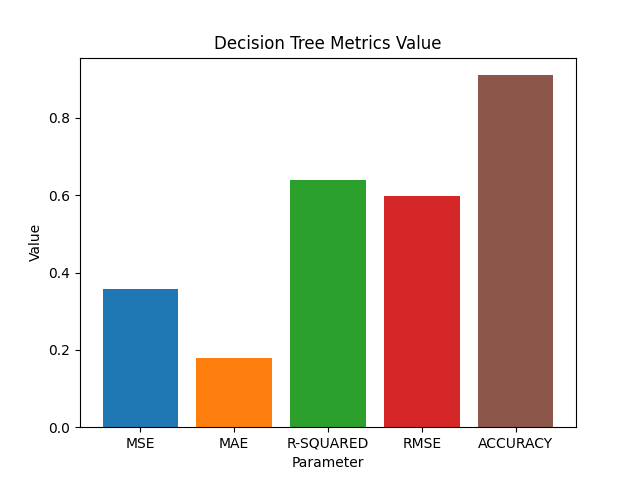 Decision Tree Metrics Value
0.8
0.6
0.4
0.2
0.0
Value
MSE MAE R-SQUARED RMSE ACCURACY
Parameter